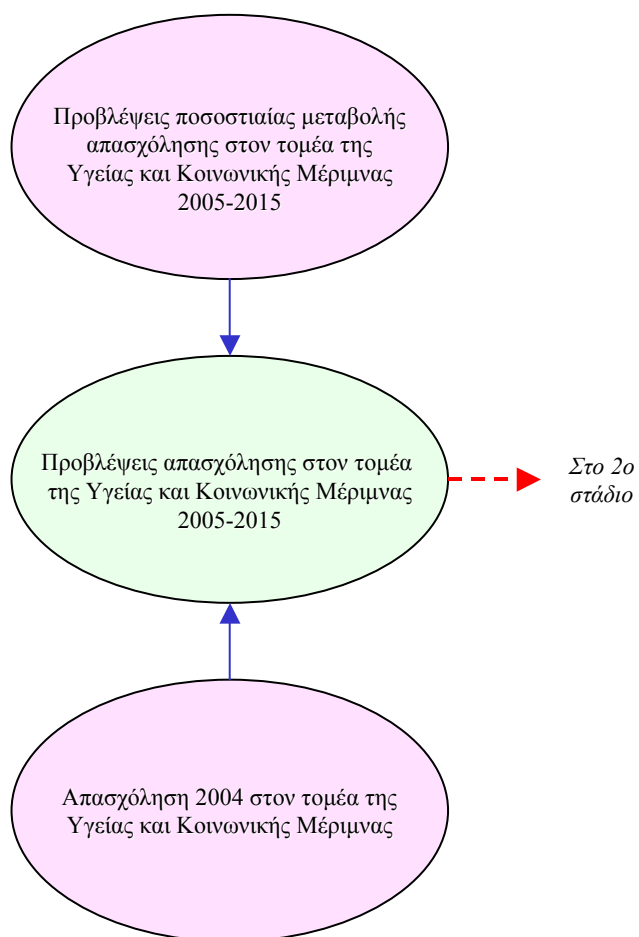 Προβλέψεις ποσοστιαίας μεταβολής
απασχόλησης στον τομέα της
Υγείας και Κοινωνικής Μέριμνας
2005-2015
Προβλέψεις απασχόλησης στον τομέα
της Υγείας και Κοινωνικής Μέριμνας
2005-2015
Στο 2ο
στάδιο
Απασχόληση 2004 στον τομέα της
Υγείας και Κοινωνικής Μέριμνας